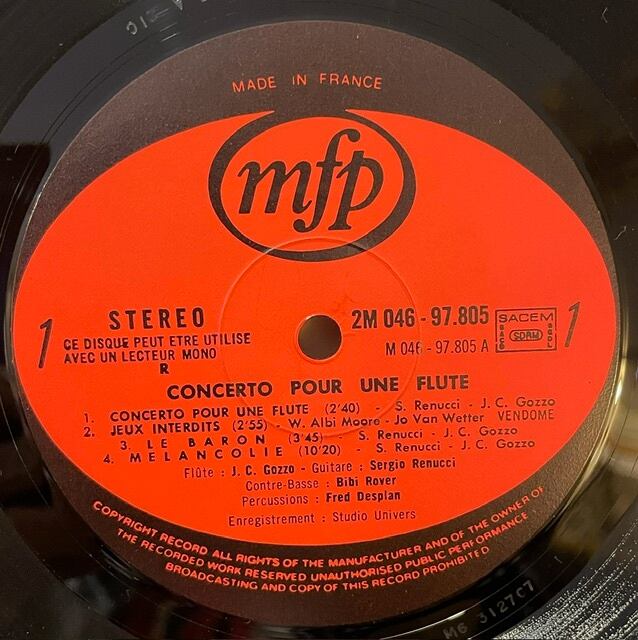 MADE IN FRANCE
mfp
STEREO
2M 046 - 97.805
1
CE DISQUE PEUT ETRE UTILISE
AVEC UN LECTEUR MONO
R
M 046 - 97.805 A
SACEM
SDRM
1
CONCERTO POUR UNE FLUTE
1. CONCERTO POUR UNE FLUTE (2'40) - S. Renucci - J. C. Gozzo
2. JEUX INTERDITS (2'55) - W. Albi Moore - Jo Van Wetter VENDOME
3. LE BARON (3'45) - S. Renucci - J. C. Gozzo
4. MELANCOLIE (10'20) - S. Renucci - J. C. Gozzo
Flûte : J. C. Gozzo - Guitare : Sergio Renucci
Contre-Basse : Bibi Rover
Percussions : Fred Desplan
Enregistrement : Studio Univers
COPYRIGHT RECORD ALL RIGHTS OF THE MANUFACTURER AND OF THE OWNER OF
THE RECORDED WORK RESERVED UNAUTHORISED PUBLIC PERFORMANCE
BROADCASTING AND COPY OF THIS RECORD PROHIBITED